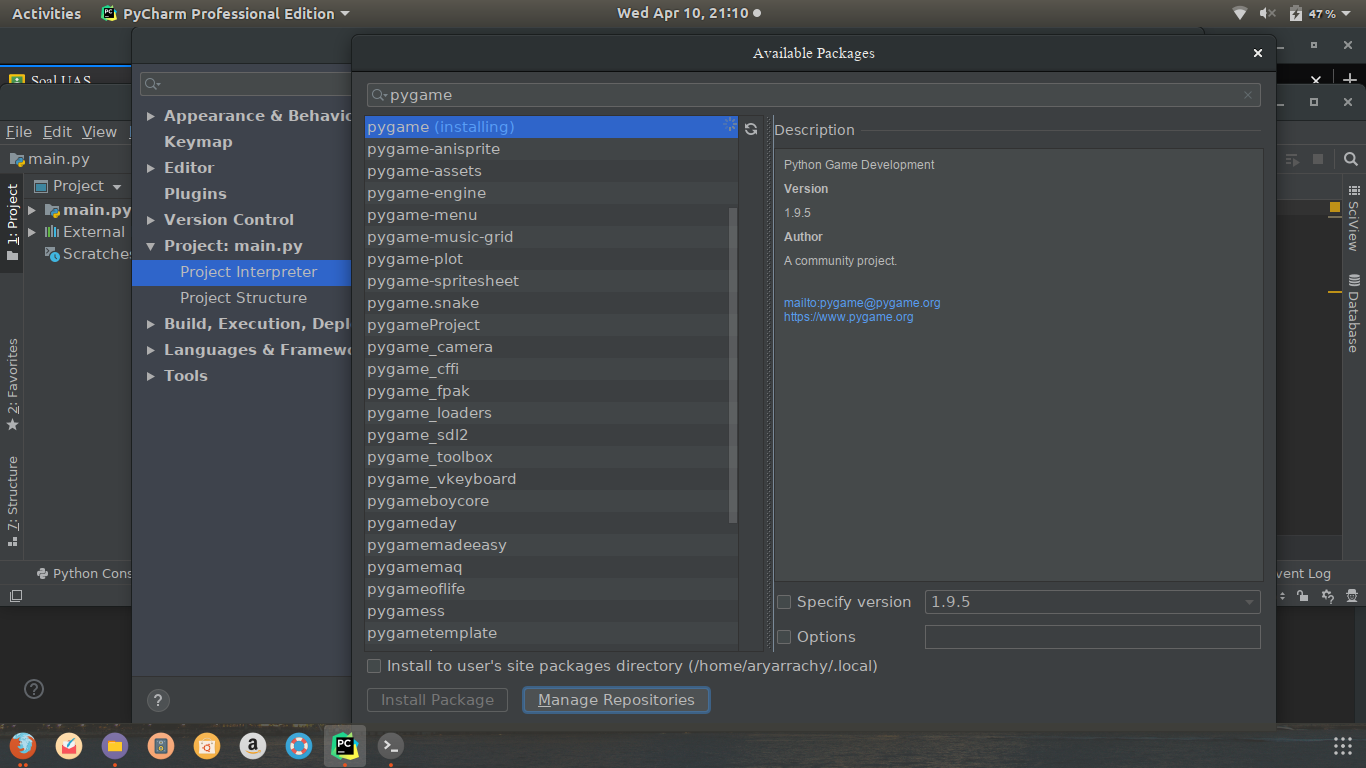 Activities PyCharm Professional Edition Wed Apr 10, 21:10 47 %
Available Packages
Soal UAS
pygame
File Edit View
main.py
Project
main.py
External
Scratches
1: Project
2: Favorites
7: Structure
Python Cons
Appearance & Behavio
Keymap
Editor
Plugins
Version Control
Project: main.py
Project Interpreter
Project Structure
Build, Execution, Depl
Languages & Framewo
Tools
?
pygame (installing)
pygame-anisprite
pygame-assets
pygame-engine
pygame-menu
pygame-music-grid
pygame-plot
pygame-spritesheet
pygame.snake
pygameProject
pygame_camera
pygame_cffi
pygame_fpak
pygame_loaders
pygame_sdl2
pygame_toolbox
pygame_vkeyboard
pygameboycore
pygameday
pygamemadeeasy
pygamemaq
pygameoflife
pygamess
pygametemplate
Description
Python Game Development
Version
1.9.5
Author
A community project.
mailto:pygame@pygame.org
https://www.pygame.org
Specify version 1.9.5
Options
Install to user's site packages directory (/home/aryarrachy/.local)
Install Package Manage Repositories
SciView
Database
vent Log